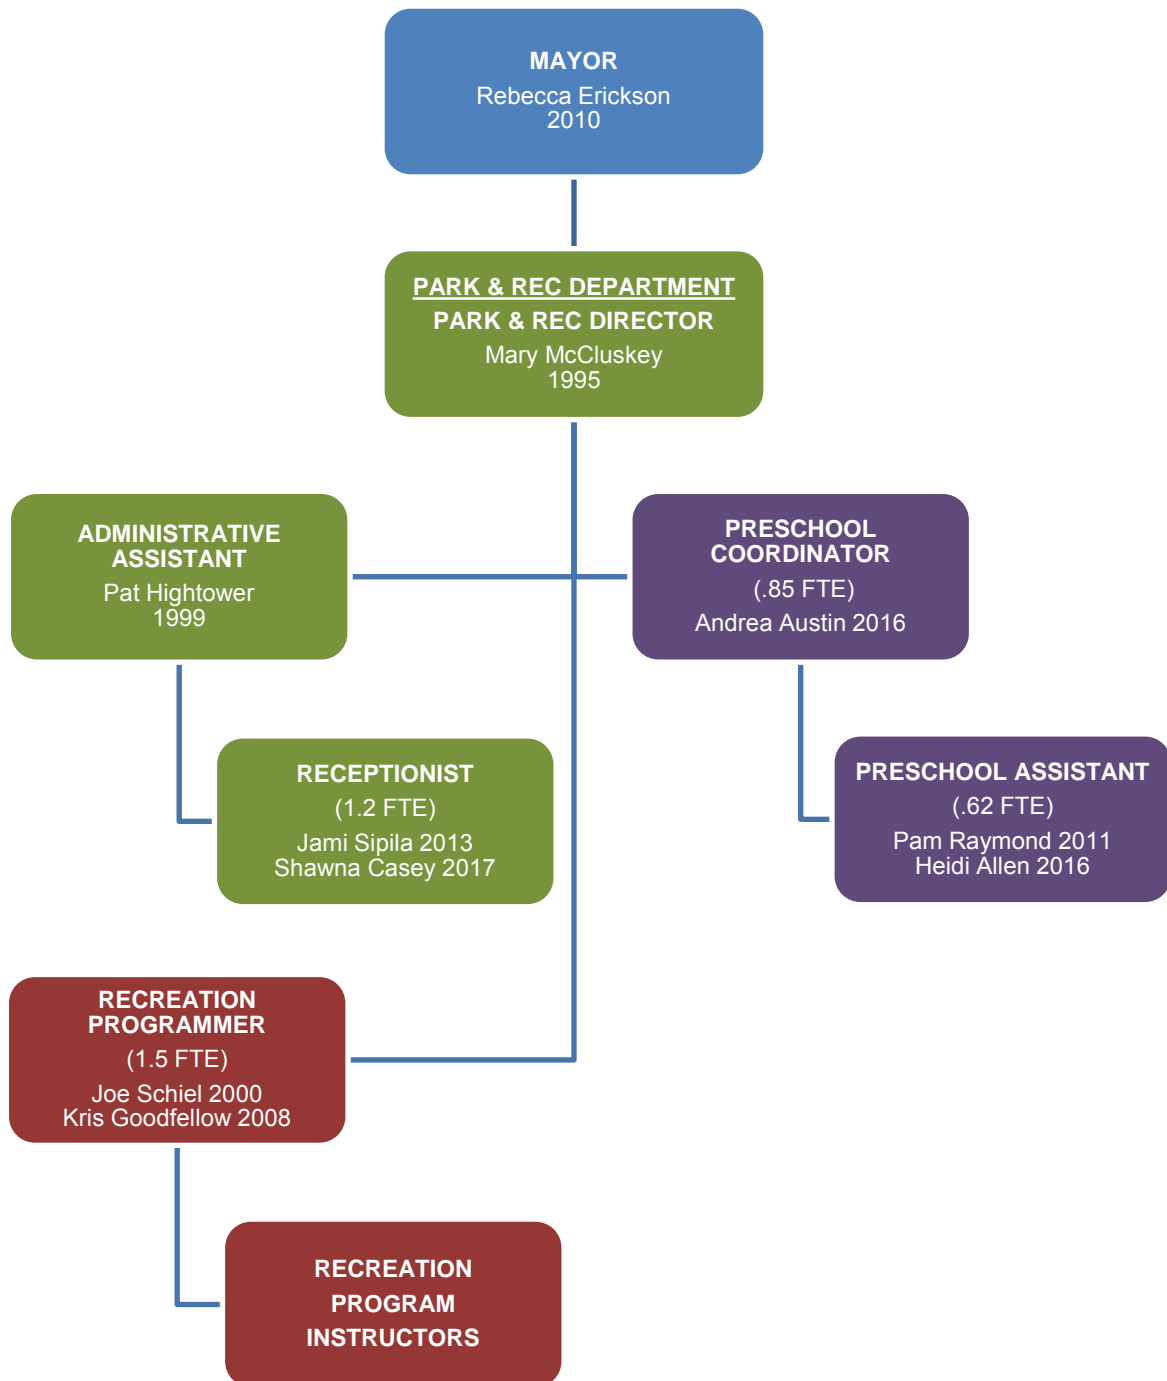 MAYOR
Rebecca Erickson
2010
PARK & REC DEPARTMENT
PARK & REC DIRECTOR
Mary McCluskey
1995
ADMINISTRATIVE
ASSISTANT
Pat Hightower
1999
PRESCHOOL
COORDINATOR
(.85 FTE)
Andrea Austin 2016
RECEPTIONIST
(1.2 FTE)
Jami Sipila 2013
Shawna Casey 2017
PRESCHOOL ASSISTANT
(.62 FTE)
Pam Raymond 2011
Heidi Allen 2016
RECREATION
PROGRAMMER
(1.5 FTE)
Joe Schiel 2000
Kris Goodfellow 2008
RECREATION
PROGRAM
INSTRUCTORS